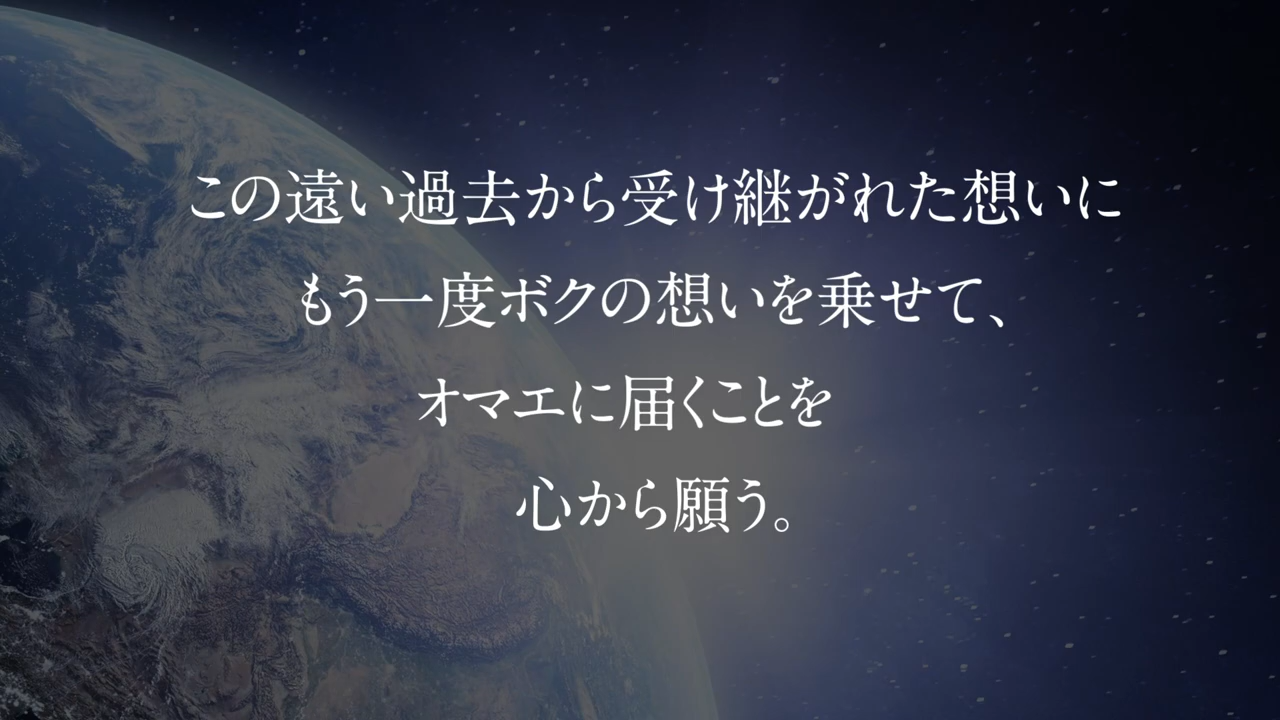 この遠い過去から受け継がれた想いに
もう一度ボクの想いを乗せて、
オマエに届くことを
心から願う。